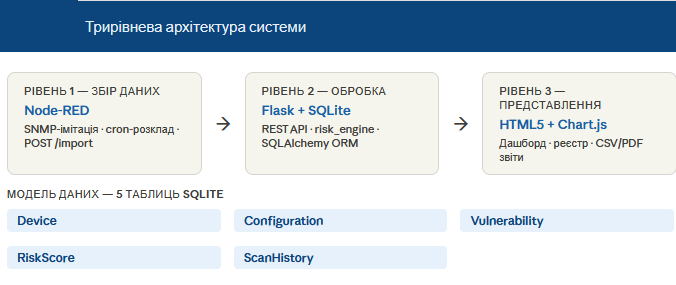 Трирівнева архітектура системи
РІВЕНЬ 1 — ЗБІР ДАНИХ
Node-RED
SNMP-імітація · cron-розклад ·
POST /import
→
РІВЕНЬ 2 — ОБРОБКА
Flask + SQLite
REST API · risk_engine ·
SQLAlchemy ORM
→
РІВЕНЬ 3 —
ПРЕДСТАВЛЕННЯ
HTML5 + Chart.js
Дашборд · реєстр · CSV/PDF
звіти
МОДЕЛЬ ДАНИХ — 5 ТАБЛИЦЬ SQLITE
Device
Configuration
Vulnerability
RiskScore
ScanHistory